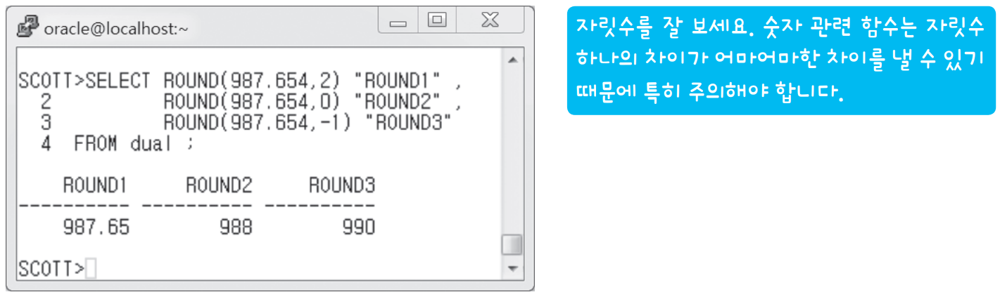 oracle@localhost:~
SCOTT>SELECT ROUND(987.654,2) "ROUND1" ,
2 ROUND(987.654,0) "ROUND2" ,
3 ROUND(987.654,-1) "ROUND3"
4 FROM dual ;
ROUND1 ROUND2 ROUND3
---------- ---------- ----------
987.65 988 990
SCOTT>
자릿수를 잘 보세요. 숫자 관련 함수는 자릿수
하나의 차이가 어마어마한 차이를 낼 수 있기
때문에 특히 주의해야 합니다.